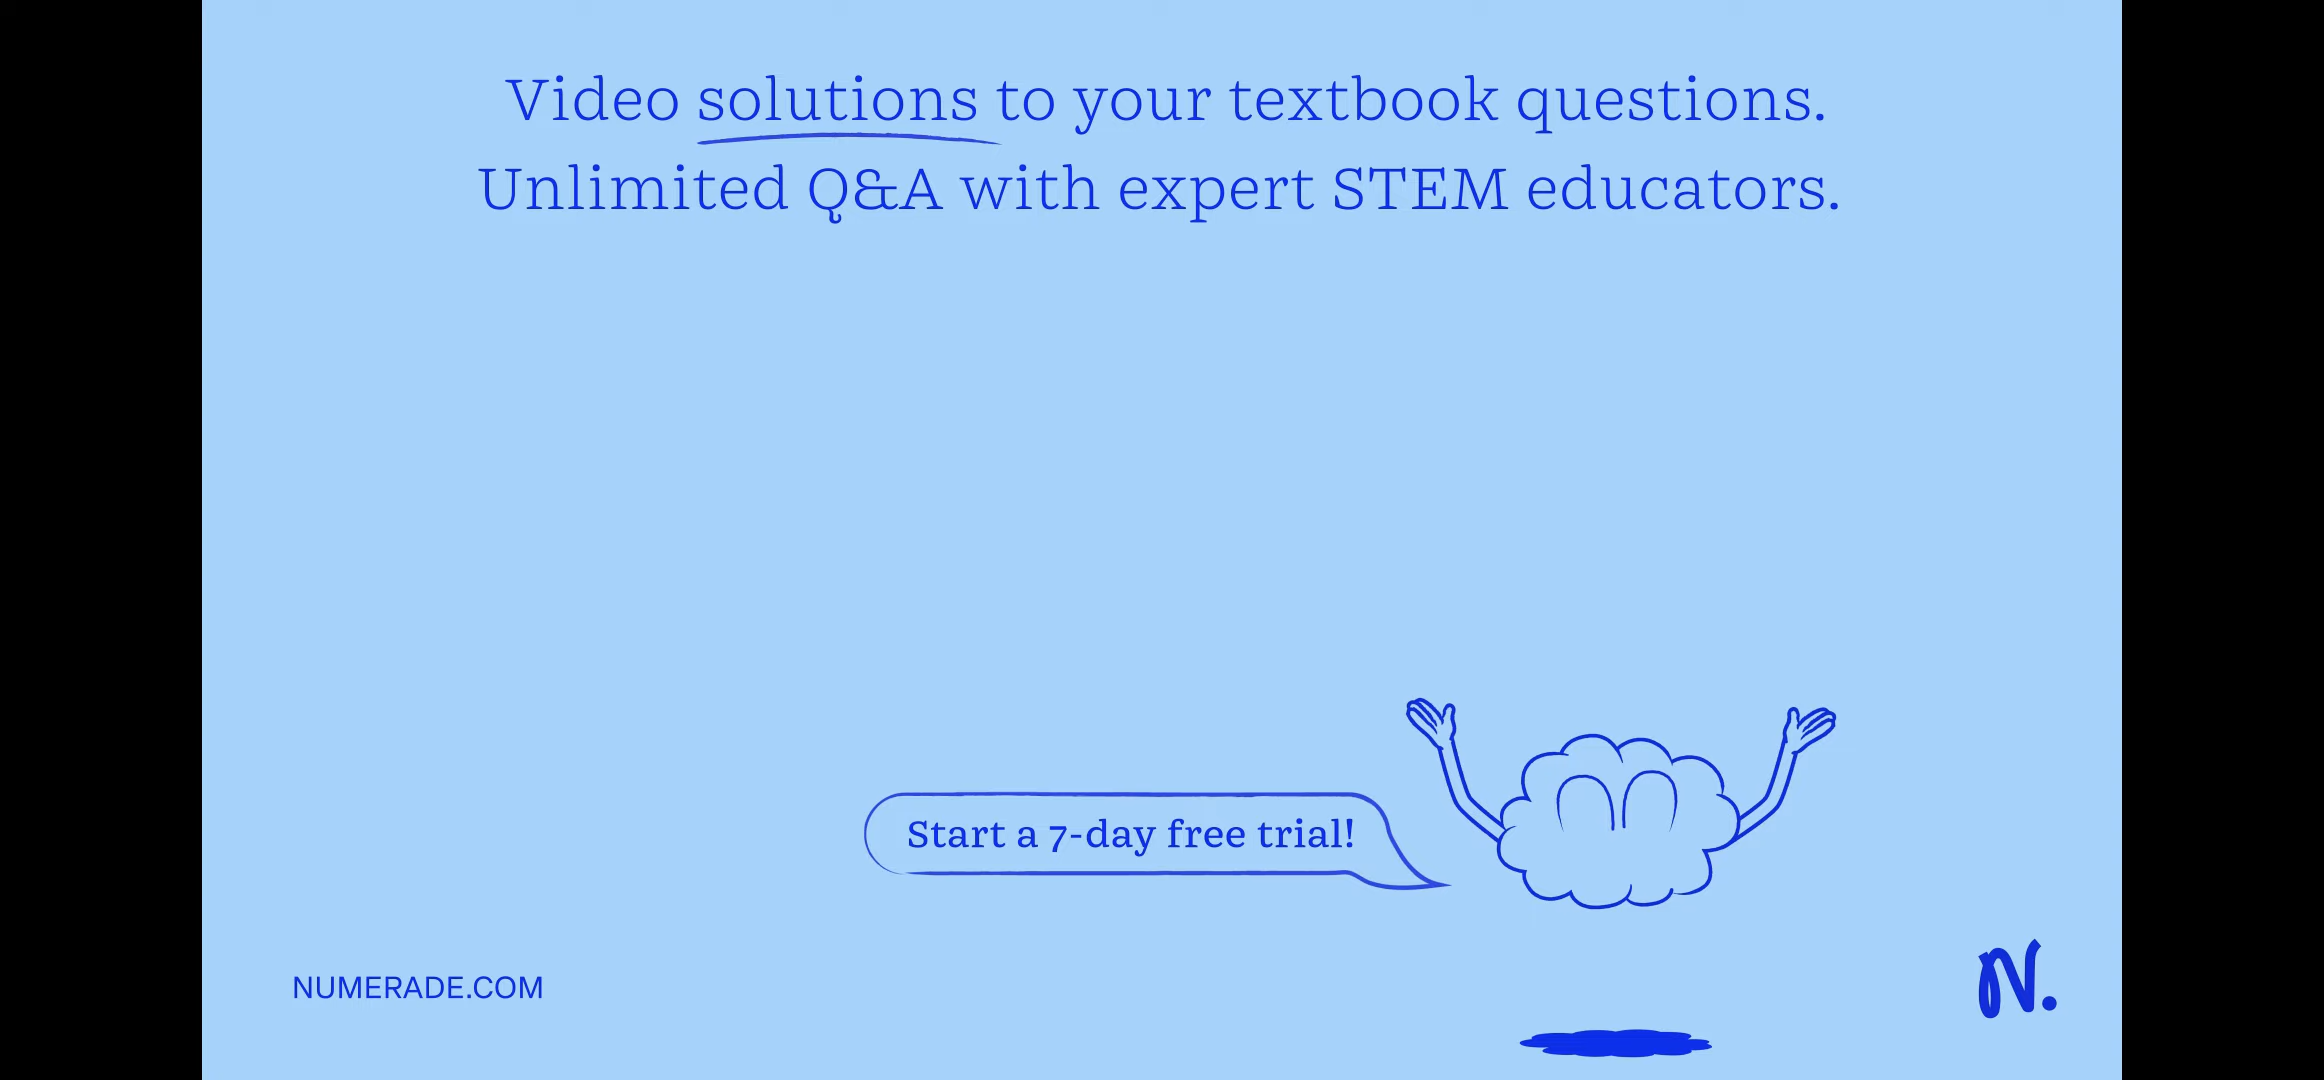 Video solutions to your textbook questions.
Unlimited Q&A with expert STEM educators.
Start a 7-day free trial!
NUMERADE.COM
N.